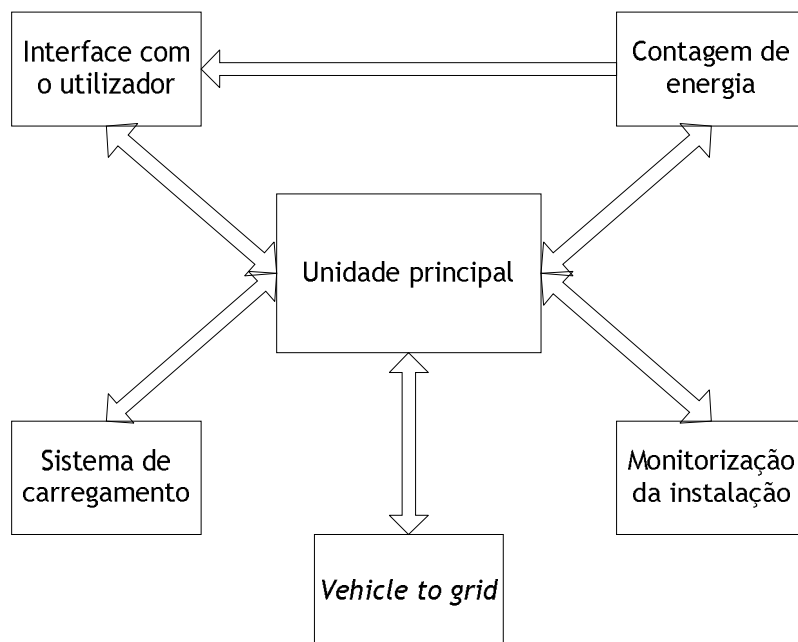 Interface com
o utilizador
Contagem de
energia
Unidade principal
Sistema de
carregamento
Monitorização
da instalação
Vehicle to grid